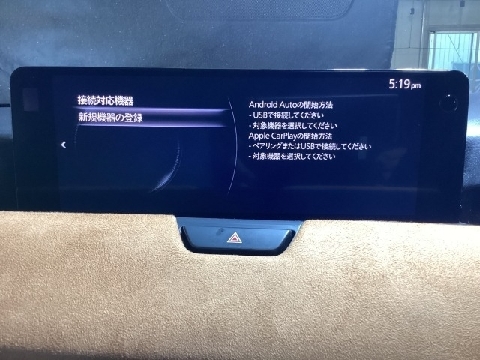 5:19pm
接続対応機器
新規機器の登録
Android Autoの開始方法
- USBで接続してください
- 対象機器を選択してください
Apple CarPlayの開始方法
- ペアリングまたはUSBで接続してください
- 対象機器を選択してください